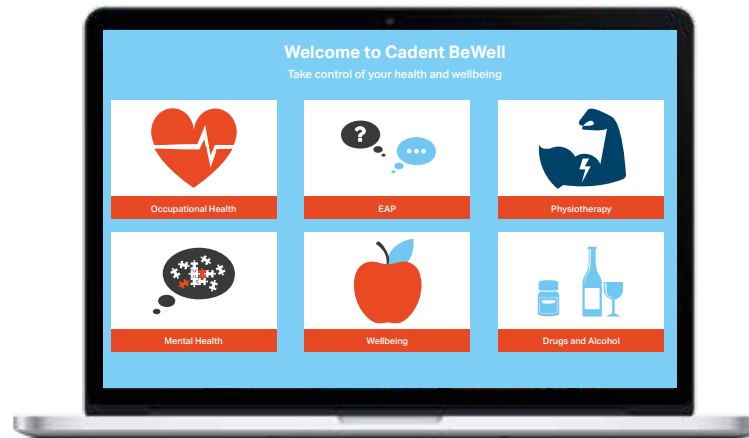 Welcome to Cadent BeWell
Take control of your health and wellbeing
?
Occupational Health
EAP
Physiotherapy
Mental Health
Wellbeing
Drugs and Alcohol